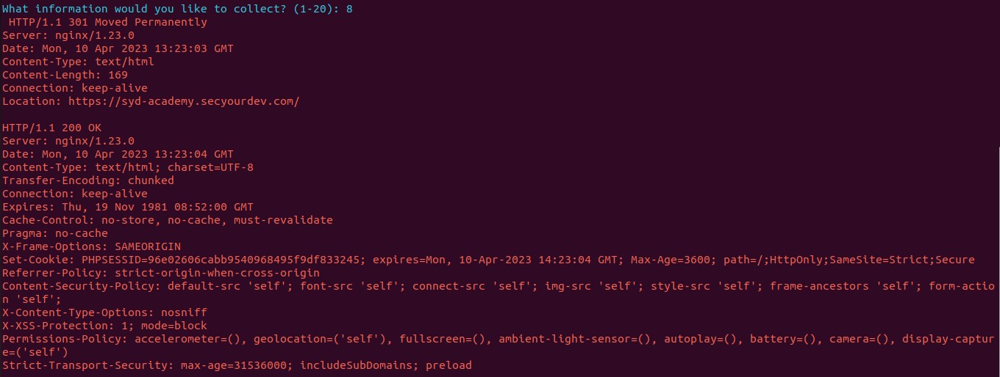 What information would you like to collect? (1-20): 8
HTTP/1.1 301 Moved Permanently
Server: nginx/1.23.0
Date: Mon, 10 Apr 2023 13:23:03 GMT
Content-Type: text/html
Content-Length: 169
Connection: keep-alive
Location: https://syd-academy.secyourdev.com/

HTTP/1.1 200 OK
Server: nginx/1.23.0
Date: Mon, 10 Apr 2023 13:23:04 GMT
Content-Type: text/html; charset=UTF-8
Transfer-Encoding: chunked
Connection: keep-alive
Expires: Thu, 19 Nov 1981 08:52:00 GMT
Cache-Control: no-store, no-cache, must-revalidate
Pragma: no-cache
X-Frame-Options: SAMEORIGIN
Set-Cookie: PHPSESSID=96e02606cabb9540968495f9df833245; expires=Mon, 10-Apr-2023 14:23:04 GMT; Max-Age=3600; path=/;HttpOnly;SameSite=Strict;Secure
Referrer-Policy: strict-origin-when-cross-origin
Content-Security-Policy: default-src 'self'; font-src 'self'; connect-src 'self'; img-src 'self'; style-src 'self'; frame-ancestors 'self'; form-actio
n 'self';
X-Content-Type-Options: nosniff
X-XSS-Protection: 1; mode=block
Permissions-Policy: accelerometer=(), geolocation=('self'), fullscreen=(), ambient-light-sensor=(), autoplay=(), battery=(), camera=(), display-captur
e=('self')
Strict-Transport-Security: max-age=31536000; includeSubDomains; preload